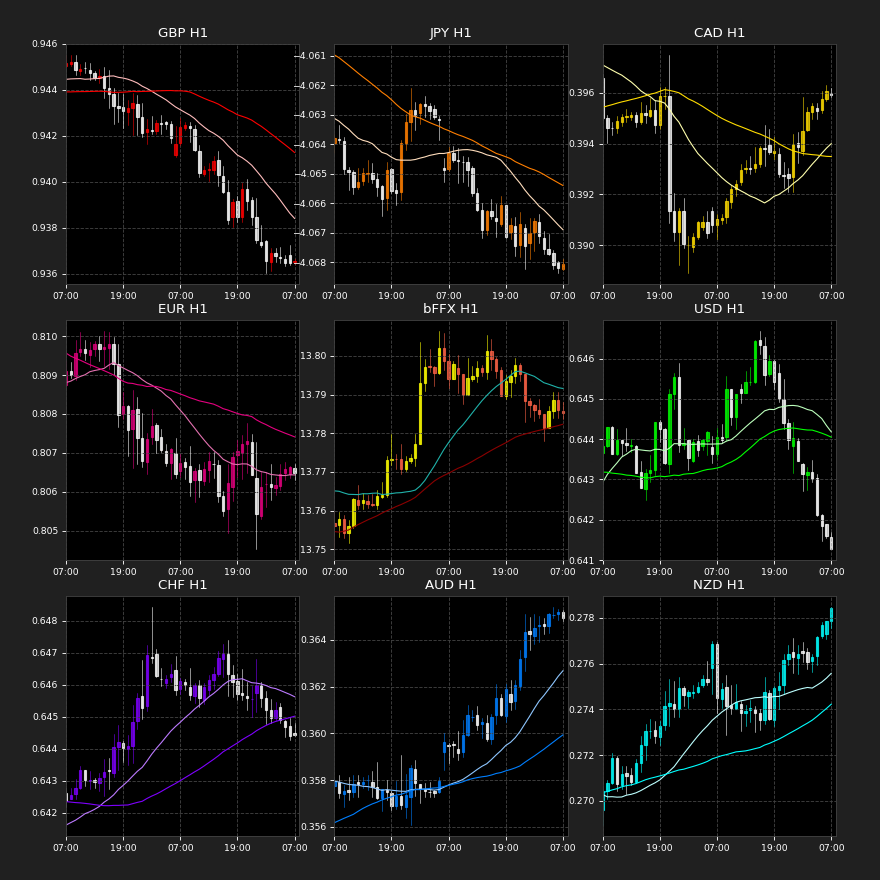 GBP H1
0.946
0.944
0.942
0.940
0.938
0.936
07:00 19:00 07:00 19:00 07:00
JPY H1
−4.061
−4.062
−4.063
−4.064
−4.065
−4.066
−4.067
−4.068
07:00 19:00 07:00 19:00 07:00
CAD H1
0.396
0.394
0.392
0.390
07:00 19:00 07:00 19:00 07:00
EUR H1
0.810
0.809
0.808
0.807
0.806
0.805
07:00 19:00 07:00 19:00 07:00
bFFX H1
13.80
13.79
13.78
13.77
13.76
13.75
07:00 19:00 07:00 19:00 07:00
USD H1
0.646
0.645
0.644
0.643
0.642
0.641
07:00 19:00 07:00 19:00 07:00
CHF H1
0.648
0.647
0.646
0.645
0.644
0.643
0.642
07:00 19:00 07:00 19:00 07:00
AUD H1
0.364
0.362
0.360
0.358
0.356
07:00 19:00 07:00 19:00 07:00
NZD H1
0.278
0.276
0.274
0.272
0.270
07:00 19:00 07:00 19:00 07:00